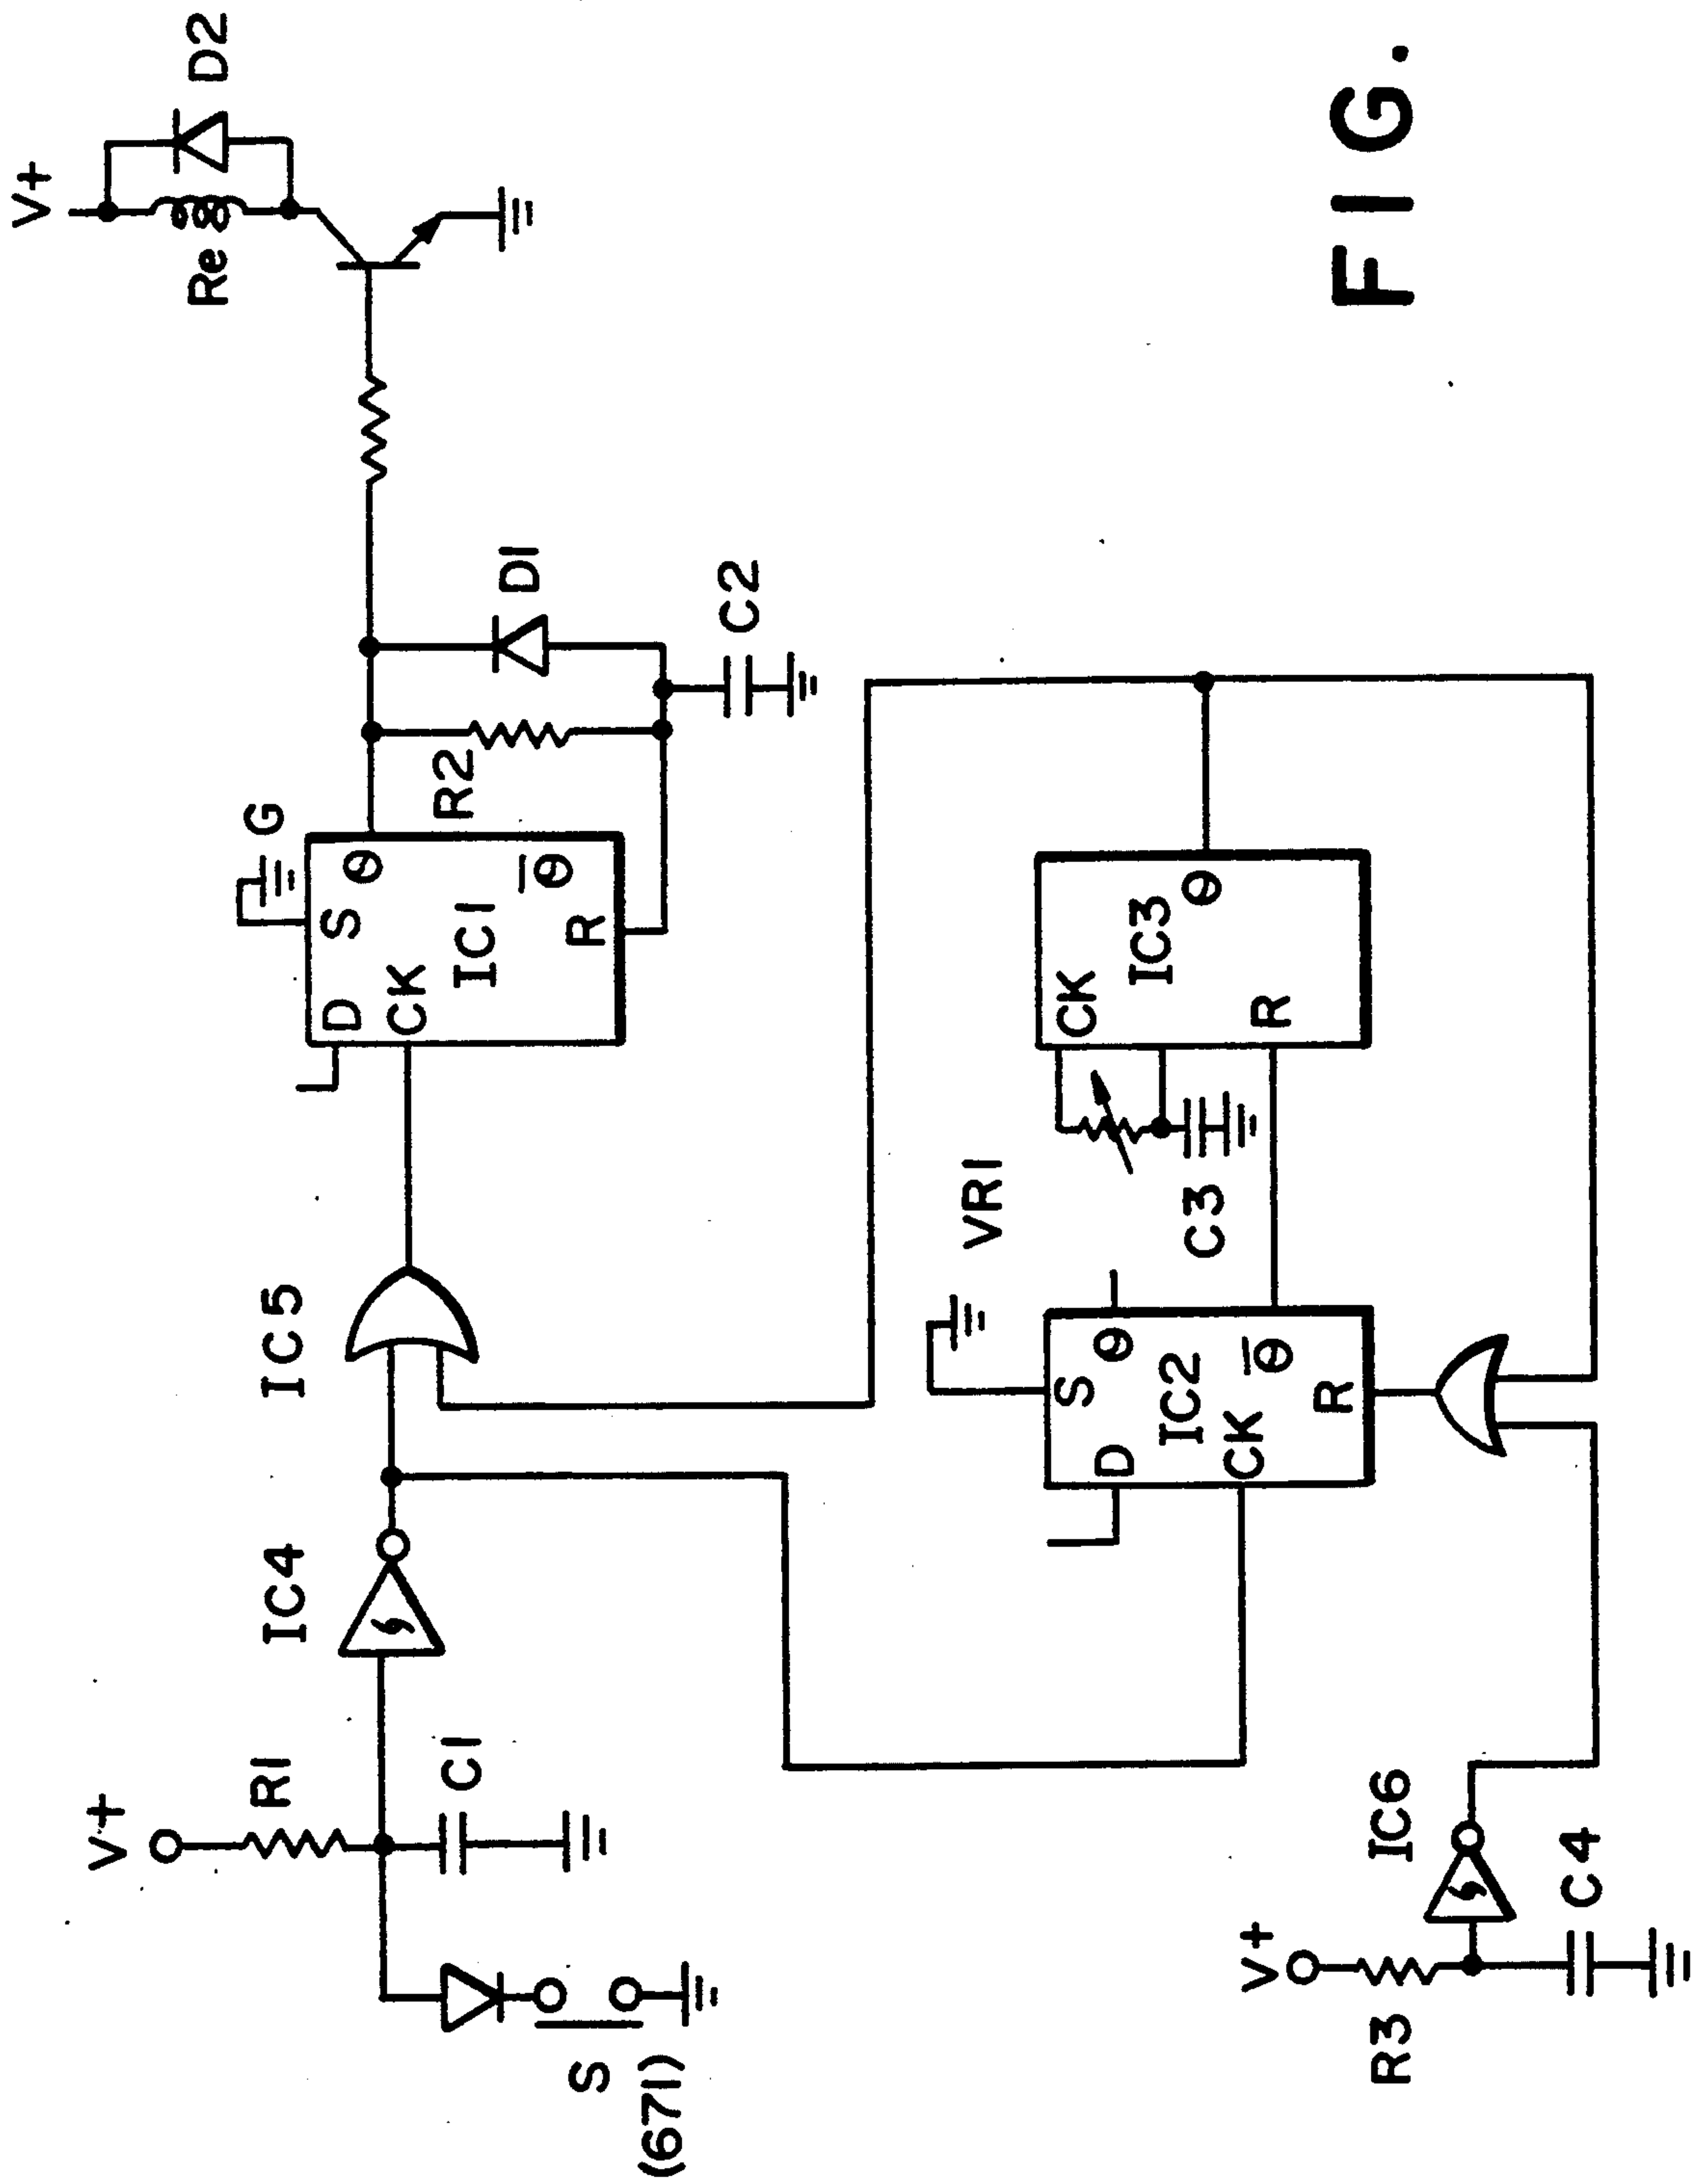 V+
R1
C1
S
(671)
IC4
IC5
G
D
S
Θ
CK
IC1
Θ
R
R2
D1
C2
V+
Re
D2
V+
R3
IC6
C4
D
S
Θ
IC2
CK
Θ
R
VR1
C3
CK
IC3
Θ
R
FIG.